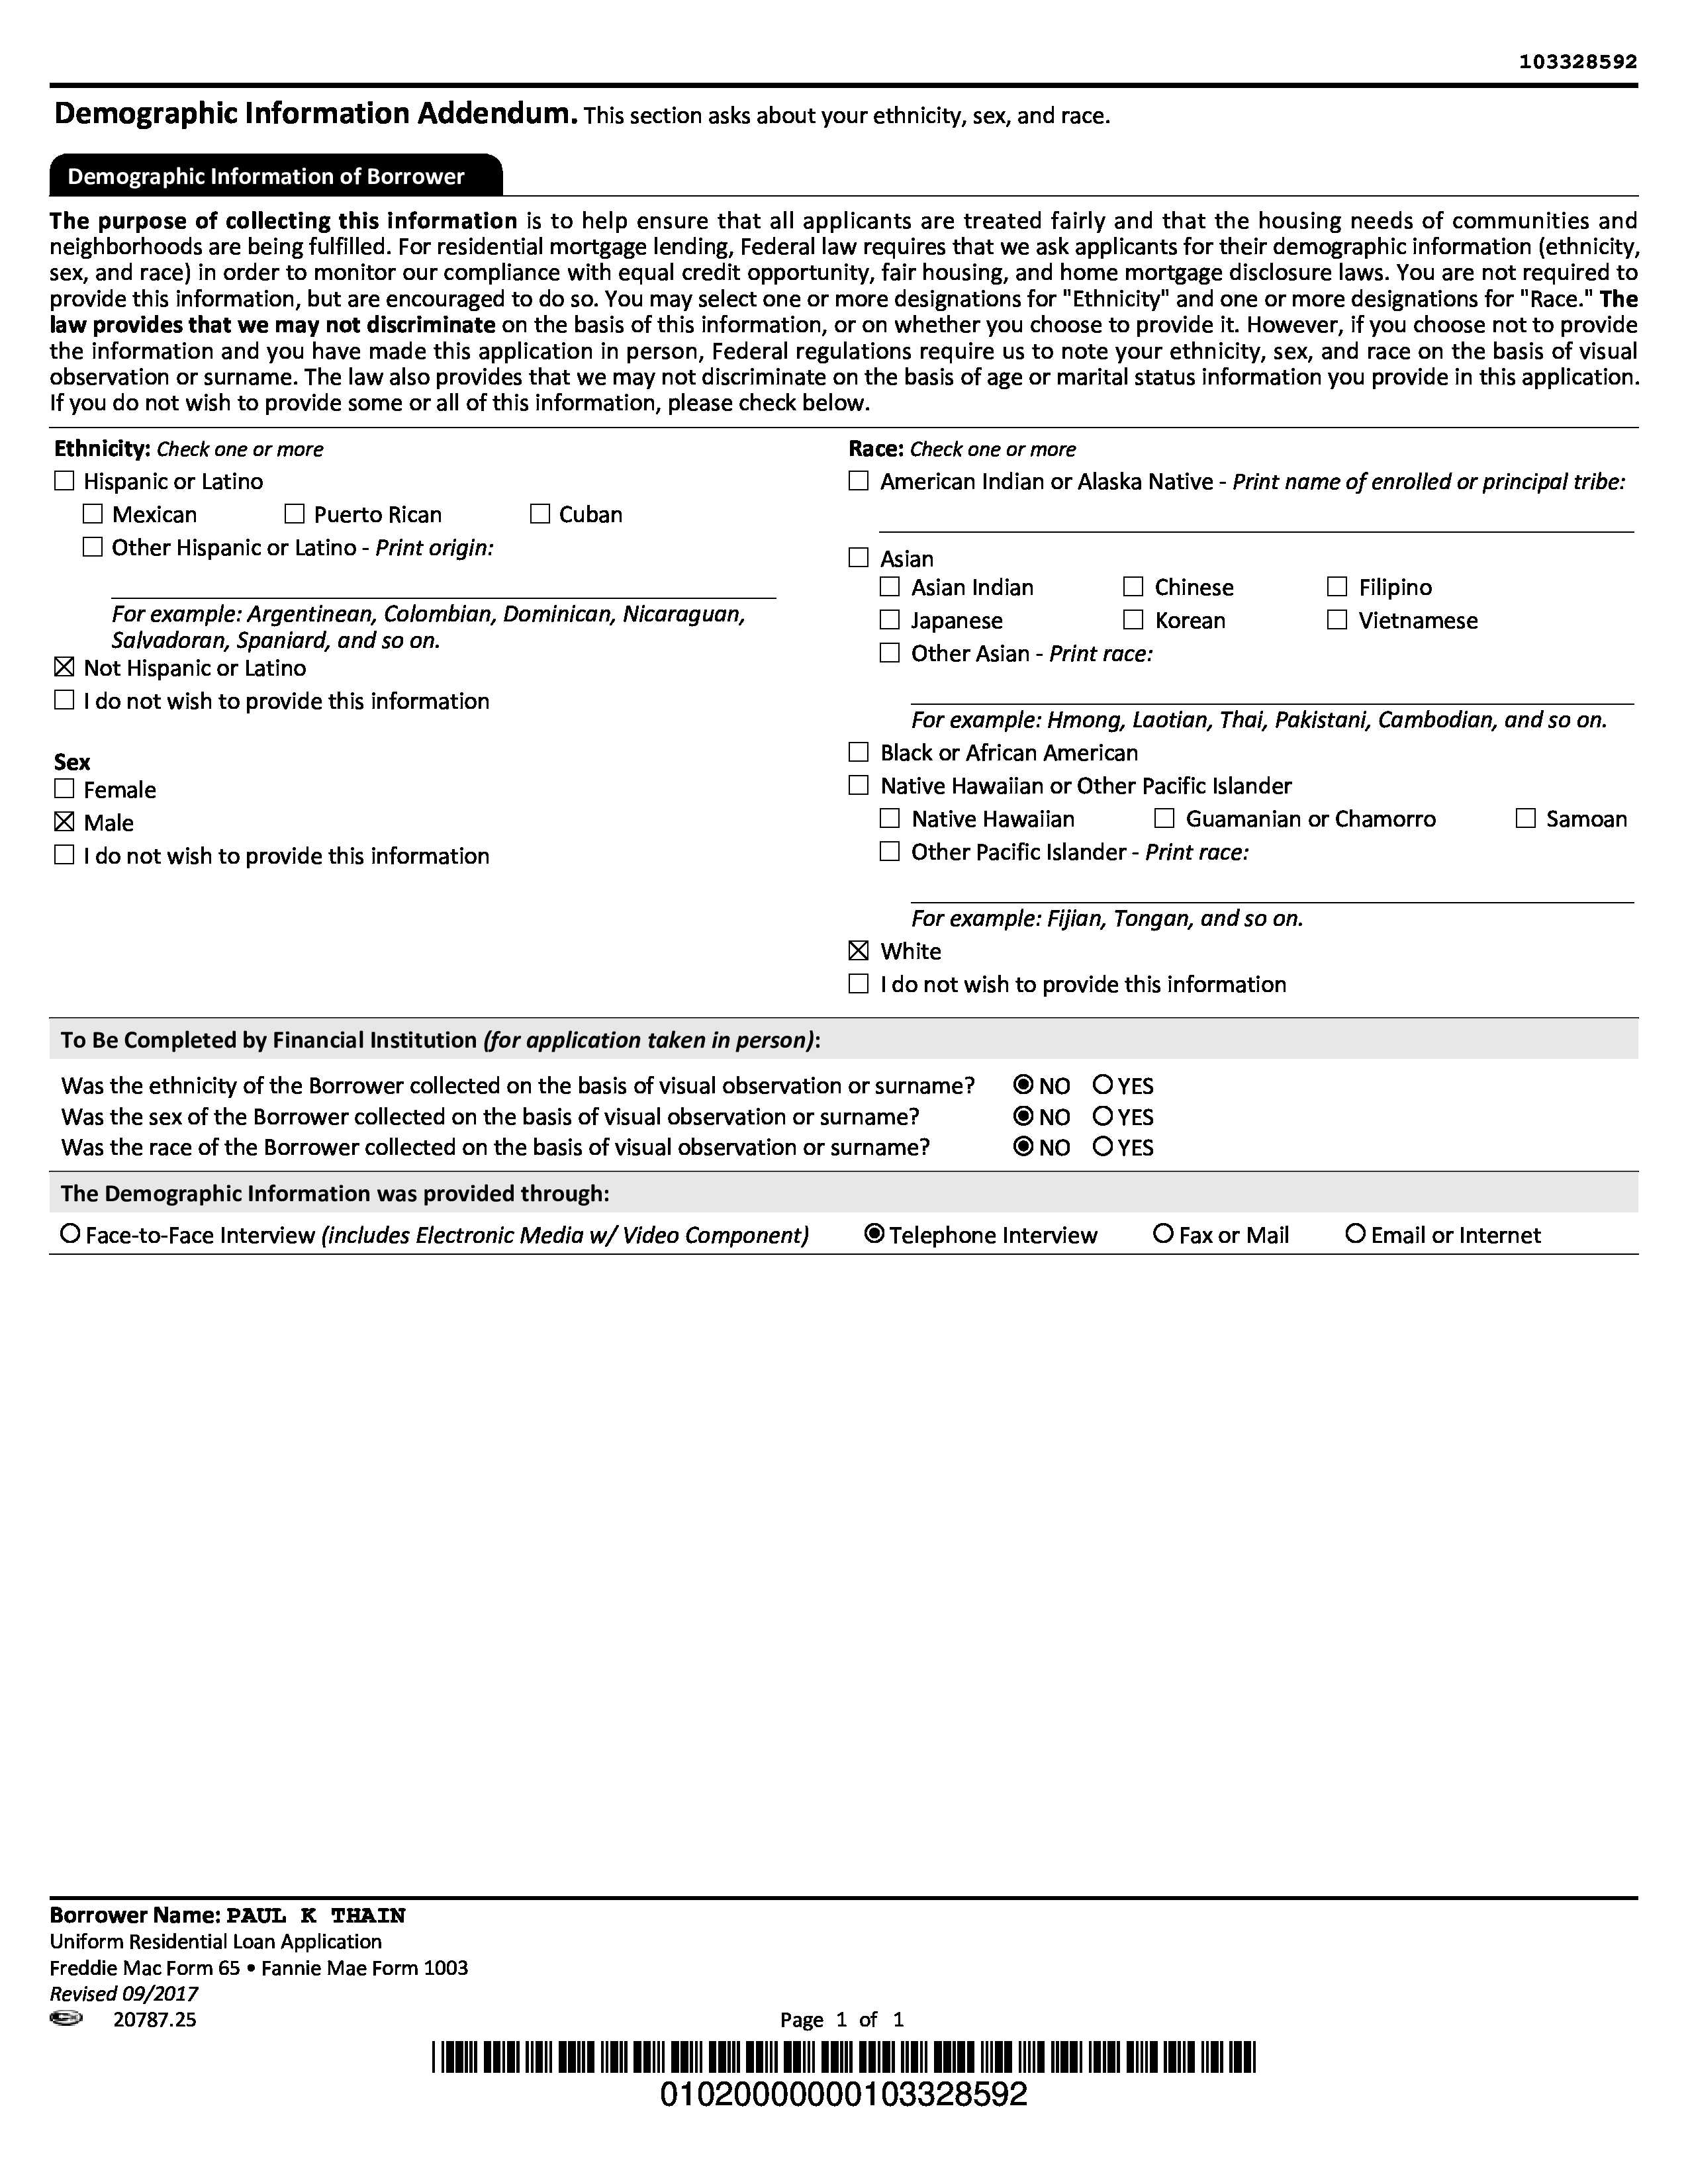 103328592
Demographic Information Addendum. This section asks about your ethnicity, sex, and race.
Demographic Information of Borrower
The purpose of collecting this information is to help ensure that all applicants are treated fairly and that the housing needs of communities and
neighborhoods are being fulfilled. For residential mortgage lending, Federal law requires that we ask applicants for their demographic information (ethnicity,
sex, and race) in order to monitor our compliance with equal credit opportunity, fair housing, and home mortgage disclosure laws. You are not required to
provide this information, but are encouraged to do so. You may select one or more designations for "Ethnicity" and one or more designations for "Race." The
law provides that we may not discriminate on the basis of this information, or on whether you choose to provide it. However, if you choose not to provide
the information and you have made this application in person, Federal regulations require us to note your ethnicity, sex, and race on the basis of visual
observation or surname. The law also provides that we may not discriminate on the basis of age or marital status information you provide in this application.
If you do not wish to provide some or all of this information, please check below.
Ethnicity: Check one or more
☐ Hispanic or Latino
☐ Mexican ☐ Puerto Rican ☐ Cuban
☐ Other Hispanic or Latino - Print origin:
For example: Argentinean, Colombian, Dominican, Nicaraguan,
Salvadoran, Spaniard, and so on.
☒ Not Hispanic or Latino
☐ I do not wish to provide this information
Sex
☐ Female
☒ Male
☐ I do not wish to provide this information
Race: Check one or more
☐ American Indian or Alaska Native - Print name of enrolled or principal tribe:
☐ Asian
☐ Asian Indian ☐ Chinese ☐ Filipino
☐ Japanese ☐ Korean ☐ Vietnamese
☐ Other Asian - Print race:
For example: Hmong, Laotian, Thai, Pakistani, Cambodian, and so on.
☐ Black or African American
☐ Native Hawaiian or Other Pacific Islander
☐ Native Hawaiian ☐ Guamanian or Chamorro ☐ Samoan
☐ Other Pacific Islander - Print race:
For example: Fijian, Tongan, and so on.
☒ White
☐ I do not wish to provide this information
To Be Completed by Financial Institution (for application taken in person):
Was the ethnicity of the Borrower collected on the basis of visual observation or surname? ◉ NO ○ YES
Was the sex of the Borrower collected on the basis of visual observation or surname? ◉ NO ○ YES
Was the race of the Borrower collected on the basis of visual observation or surname? ◉ NO ○ YES
The Demographic Information was provided through:
○ Face-to-Face Interview (includes Electronic Media w/ Video Component) ◉ Telephone Interview ○ Fax or Mail ○ Email or Internet
Borrower Name: PAUL K THAIN
Uniform Residential Loan Application
Freddie Mac Form 65 • Fannie Mae Form 1003
Revised 09/2017
20787.25 Page 1 of 1
01020000000103328592